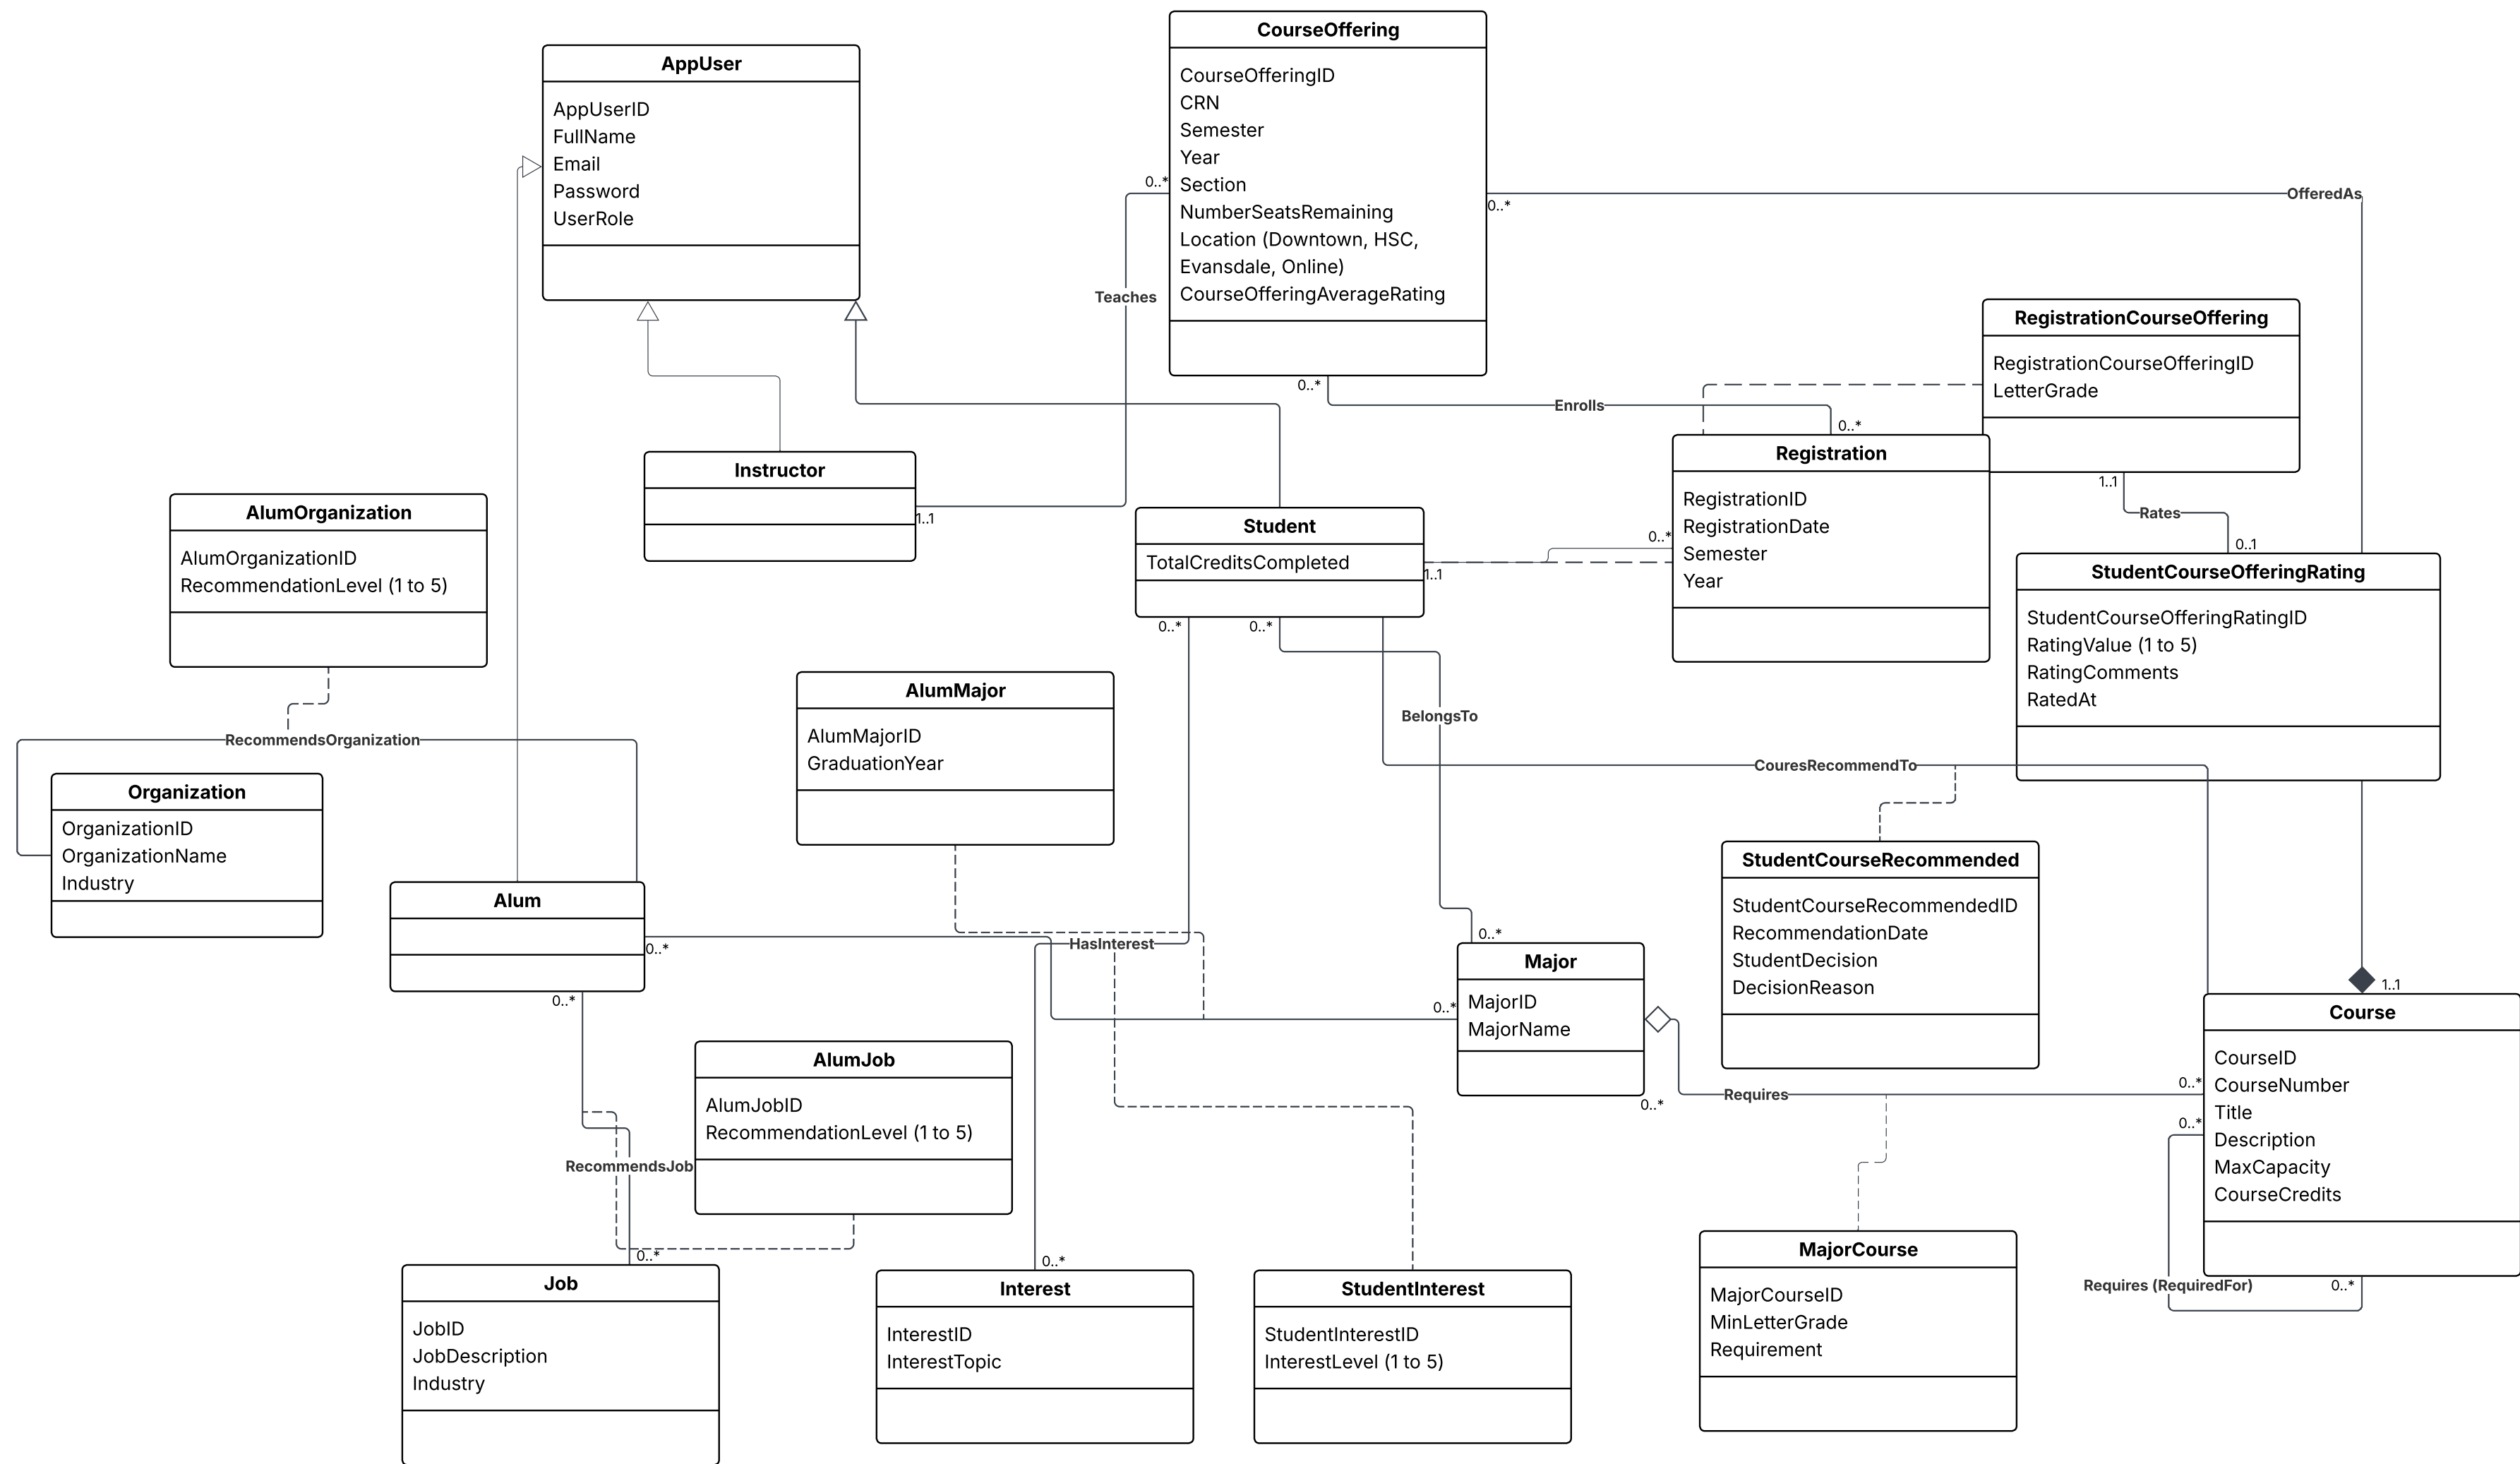 CourseOffering
CourseOfferingID
CRN
Semester
Year
Section
NumberSeatsRemaining
Location (Downtown, HSC,
Evansdale, Online)
CourseOfferingAverageRating
AppUser
AppUserID
FullName
Email
Password
UserRole
0..*
0..*
OfferedAs
Teaches
RegistrationCourseOffering
RegistrationCourseOfferingID
LetterGrade
0..*
Enrolls
0..*
Instructor
1..1
Registration
RegistrationID
RegistrationDate
Semester
Year
0..*
1..1
Rates
0..1
AlumOrganization
AlumOrganizationID
RecommendationLevel (1 to 5)
Student
TotalCreditsCompleted
1..1
0..*
0..*
StudentCourseOfferingRating
StudentCourseOfferingRatingID
RatingValue (1 to 5)
RatingComments
RatedAt
AlumMajor
AlumMajorID
GraduationYear
BelongsTo
RecommendsOrganization
CouresRecommendTo
Organization
OrganizationID
OrganizationName
Industry
StudentCourseRecommended
StudentCourseRecommendedID
RecommendationDate
StudentDecision
DecisionReason
Alum
0..*
0..*
HasInterest
0..*
Major
MajorID
MajorName
0..*
0..*
1..1
Course
CourseID
CourseNumber
Title
Description
MaxCapacity
CourseCredits
0..*
0..*
0..*
Requires
AlumJob
AlumJobID
RecommendationLevel (1 to 5)
RecommendsJob
0..*
0..*
Requires (RequiredFor)
MajorCourse
MajorCourseID
MinLetterGrade
Requirement
Job
JobID
JobDescription
Industry
Interest
InterestID
InterestTopic
StudentInterest
StudentInterestID
InterestLevel (1 to 5)